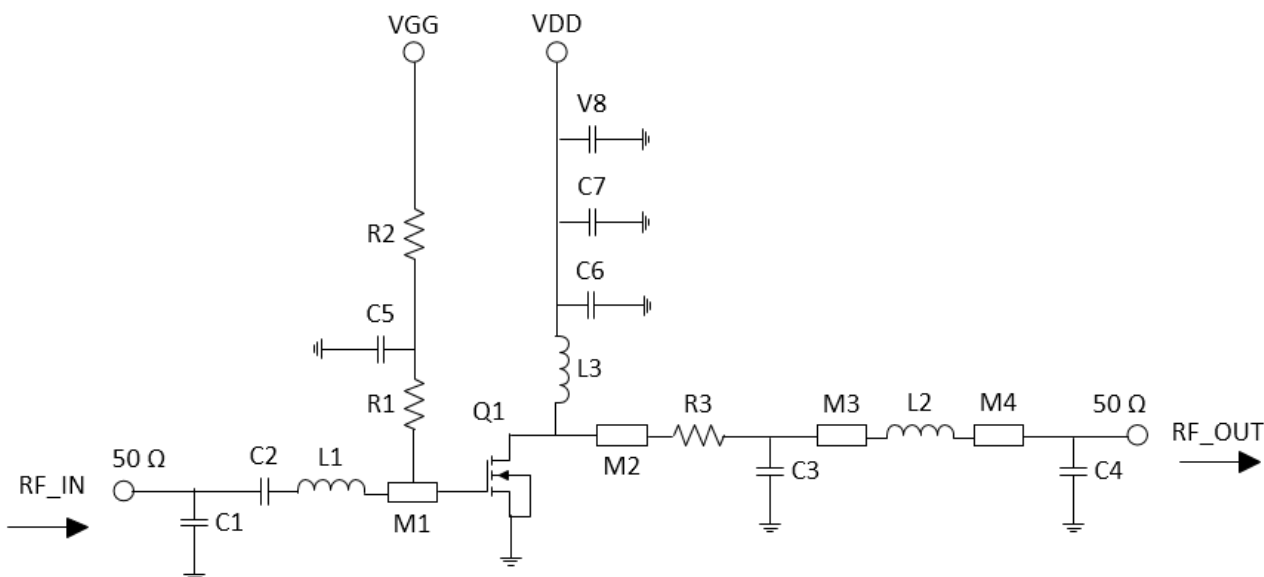 VGG
VDD
V8
C7
R2
C6
C5
L3
R1
Q1
R3
M3
L2
M4
50 Ω
RF_OUT
50 Ω
C2
L1
M2
C3
C4
RF_IN
C1
M1